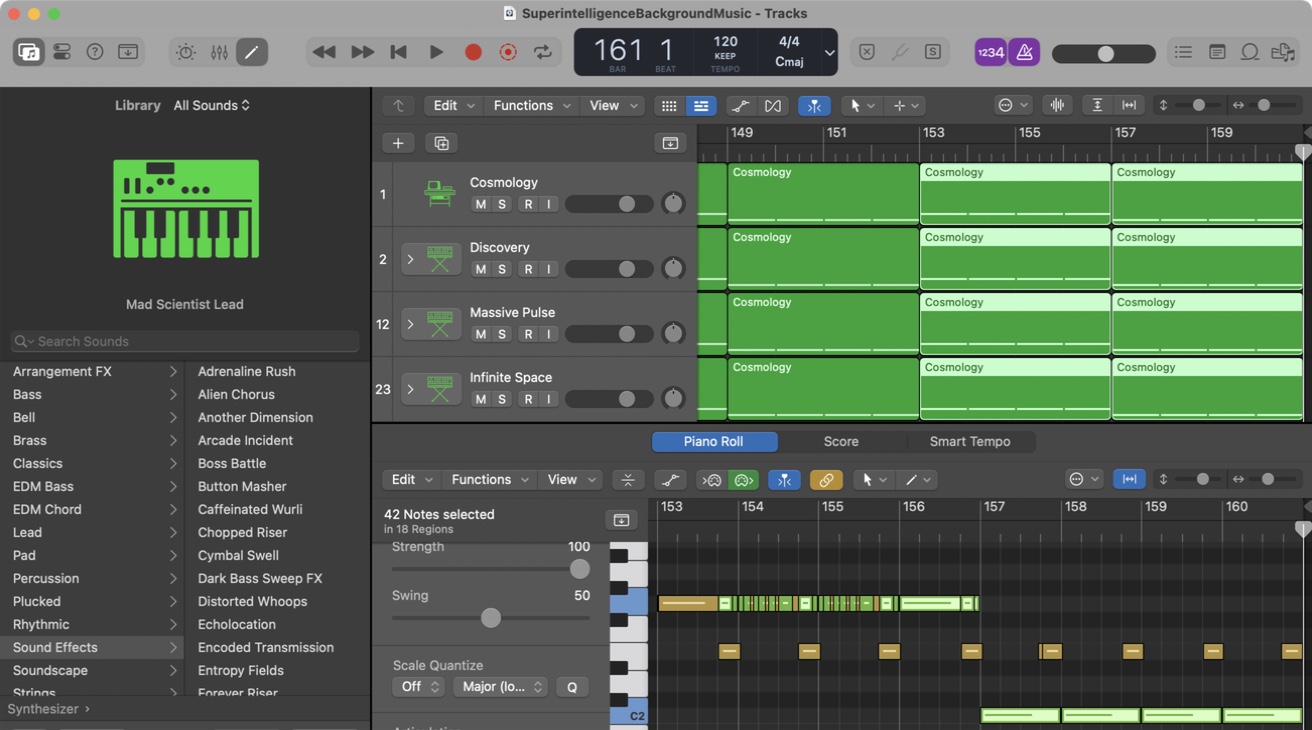 SuperintelligenceBackgroundMusic - Tracks
161 1 120 KEEP 4/4 Cmaj
BAR BEAT TEMPO
S 1234
Library All Sounds
Edit Functions View
149 151 153 155 157 159
Mad Scientist Lead
Search Sounds
Arrangement FX
Bass
Bell
Brass
Classics
EDM Bass
EDM Chord
Lead
Pad
Percussion
Plucked
Rhythmic
Sound Effects
Soundscape
Strings
Synthesizer
Adrenaline Rush
Alien Chorus
Another Dimension
Arcade Incident
Boss Battle
Button Masher
Caffeinated Wurli
Chopped Riser
Cymbal Swell
Dark Bass Sweep FX
Distorted Whoops
Echolocation
Encoded Transmission
Entropy Fields
Forever Riser
1 Cosmology
M S R I
Cosmology Cosmology Cosmology
2 Discovery
M S R I
Cosmology Cosmology Cosmology
12 Massive Pulse
M S R I
Cosmology Cosmology Cosmology
23 Infinite Space
M S R I
Cosmology Cosmology Cosmology
Piano Roll Score Smart Tempo
Edit Functions View
42 Notes selected
in 18 Regions
153 154 155 156 157 158 159 160
Strength 100
Swing 50
Scale Quantize
Off Major (lo... Q
C2